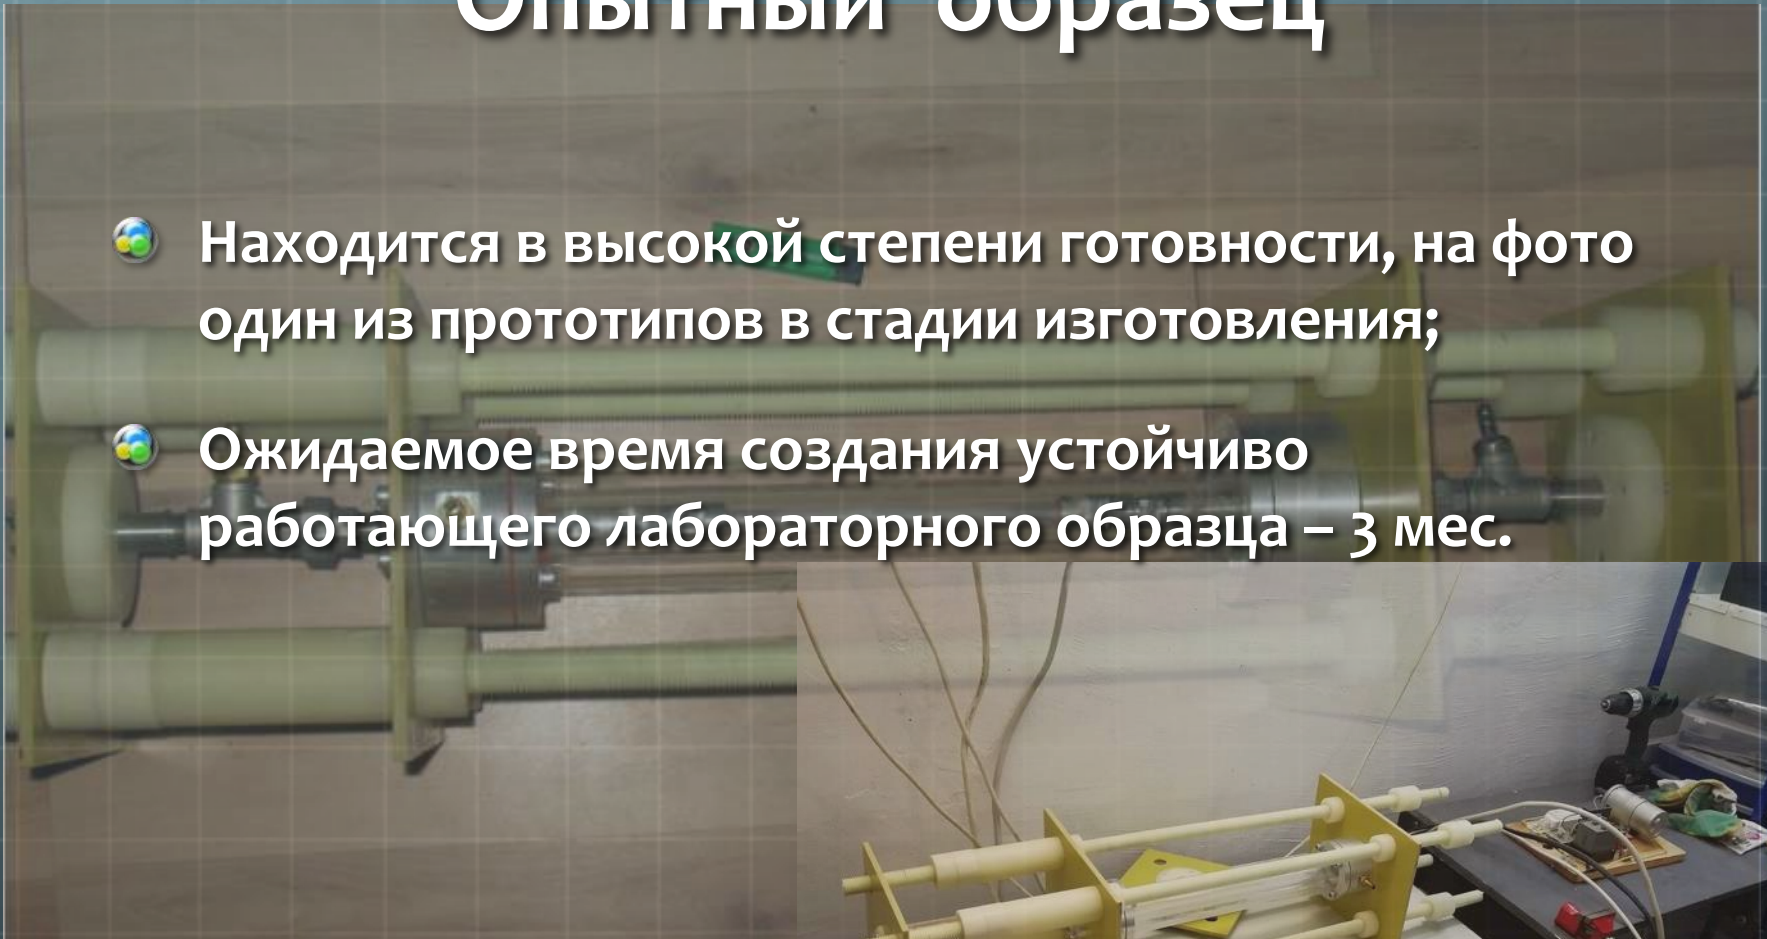 Опытный образец
Находится в высокой степени готовности, на фото
один из прототипов в стадии изготовления;
Ожидаемое время создания устойчиво
работающего лабораторного образца – 3 мес.